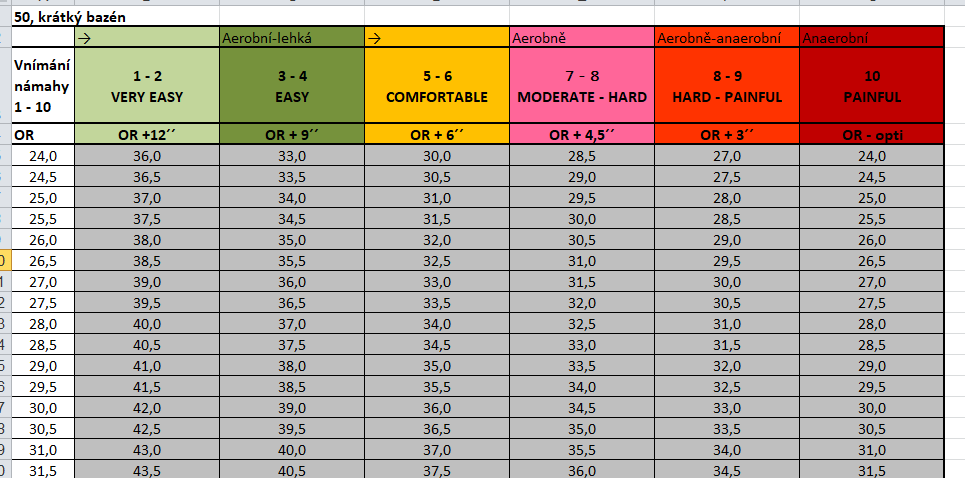 50, krátký bazén
→ Aerobní-lehká → Aerobně Aerobně-anaerobní Anaerobní
Vnímání námahy 1 - 10 1 - 2 VERY EASY 3 - 4 EASY 5 - 6 COMFORTABLE 7 - 8 MODERATE - HARD 8 - 9 HARD - PAINFUL 10 PAINFUL
OR OR +12´´ OR + 9´´ OR + 6´´ OR + 4,5´´ OR + 3´´ OR - opti
24,0 36,0 33,0 30,0 28,5 27,0 24,0
24,5 36,5 33,5 30,5 29,0 27,5 24,5
25,0 37,0 34,0 31,0 29,5 28,0 25,0
25,5 37,5 34,5 31,5 30,0 28,5 25,5
26,0 38,0 35,0 32,0 30,5 29,0 26,0
26,5 38,5 35,5 32,5 31,0 29,5 26,5
27,0 39,0 36,0 33,0 31,5 30,0 27,0
27,5 39,5 36,5 33,5 32,0 30,5 27,5
28,0 40,0 37,0 34,0 32,5 31,0 28,0
28,5 40,5 37,5 34,5 33,0 31,5 28,5
29,0 41,0 38,0 35,0 33,5 32,0 29,0
29,5 41,5 38,5 35,5 34,0 32,5 29,5
30,0 42,0 39,0 36,0 34,5 33,0 30,0
30,5 42,5 39,5 36,5 35,0 33,5 30,5
31,0 43,0 40,0 37,0 35,5 34,0 31,0
31,5 43,5 40,5 37,5 36,0 34,5 31,5